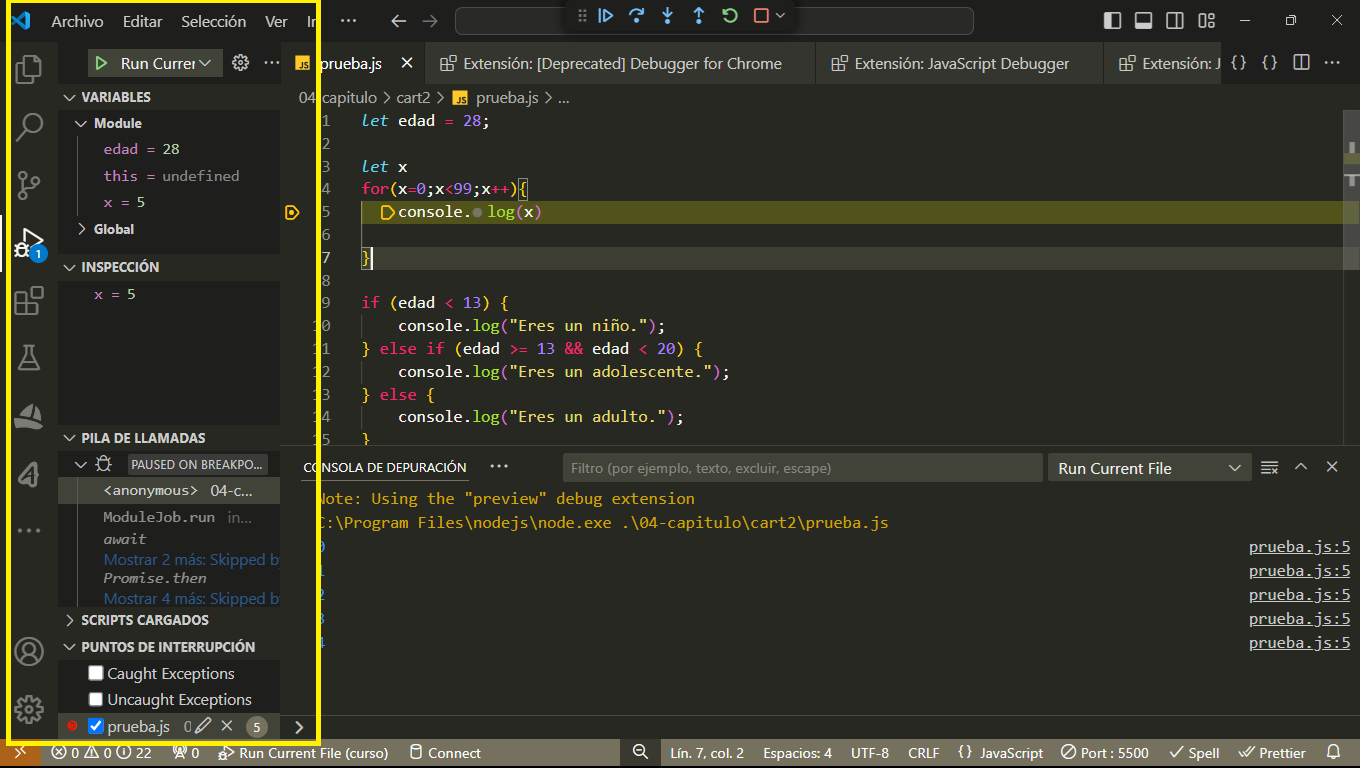 Archivo Editar Selección Ver ···
Run Currer
prueba.js
Extensión: [Deprecated] Debugger for Chrome
Extensión: JavaScript Debugger
Extensión: J
VARIABLES
Module
edad = 28
this = undefined
x = 5
Global
INSPECCIÓN
x = 5
PILA DE LLAMADAS
PAUSED ON BREAKPO...
<anonymous> 04-c...
ModuleJob.run in...
await
Mostrar 2 más: Skipped by
Promise.then
Mostrar 4 más: Skipped by
SCRIPTS CARGADOS
PUNTOS DE INTERRUPCIÓN
Caught Exceptions
Uncaught Exceptions
prueba.js 5
04 capitulo > cart2 > JS prueba.js > ...
1 let edad = 28;
2
3 let x
4 for(x=0;x<99;x++){
5 console.log(x)
6
7 }
8
9 if (edad < 13) {
10 console.log("Eres un niño.");
11 } else if (edad >= 13 && edad < 20) {
12 console.log("Eres un adolescente.");
13 } else {
14 console.log("Eres un adulto.");
15 }
CONSOLA DE DEPURACIÓN ···
Filtro (por ejemplo, texto, excluir, escape)
Run Current File
Note: Using the "preview" debug extension
C:\Program Files\nodejs\node.exe .\04-capitulo\cart2\prueba.js
0 prueba.js:5
1 prueba.js:5
2 prueba.js:5
3 prueba.js:5
4 prueba.js:5
0 0 22 0 Run Current File (curso) Connect Lín. 7, col. 2 Espacios: 4 UTF-8 CRLF {} JavaScript Port : 5500 Spell Prettier